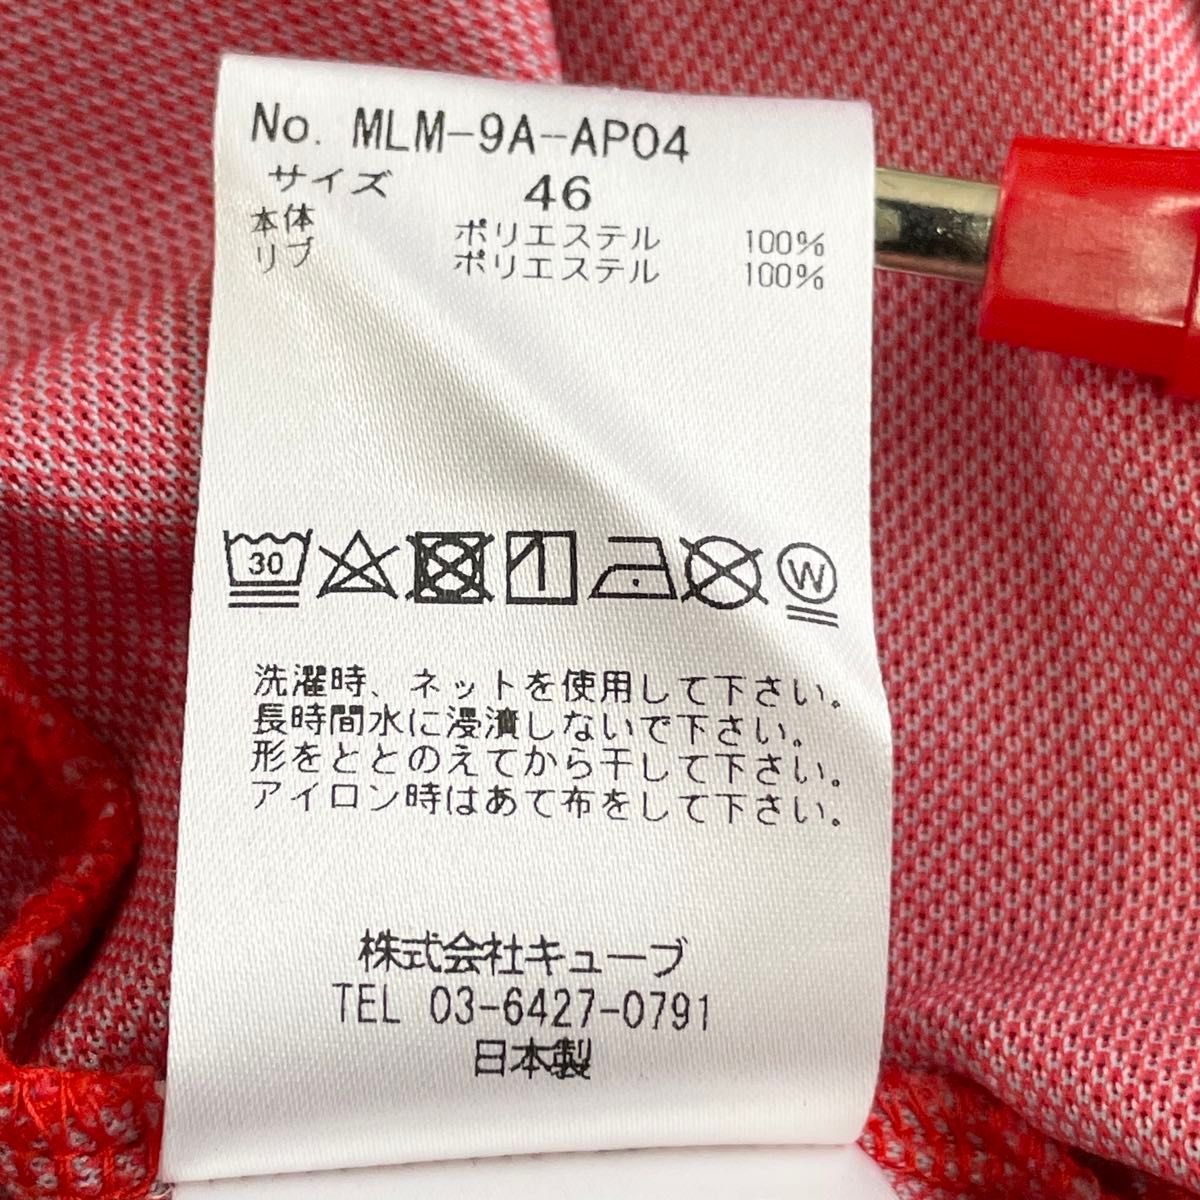 No. MLM-9A-AP04
サイズ 46
本体 ポリエステル 100%
リブ ポリエステル 100%
30 W
洗濯時、ネットを使用して下さい。
長時間水に浸漬しないで下さい。
形をととのえてから干して下さい。
アイロン時はあて布をして下さい。
株式会社キューブ
TEL 03-6427-0791
日本製